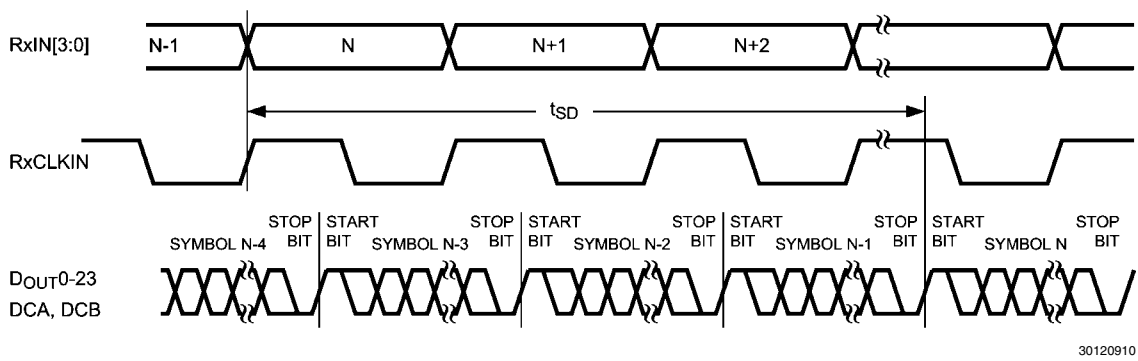 RxIN[3:0] N-1 N N+1 N+2
tSD
RxCLKIN
STOP START STOP START STOP START STOP START STOP
BIT BIT BIT BIT BIT BIT BIT BIT BIT
SYMBOL N-4 SYMBOL N-3 SYMBOL N-2 SYMBOL N-1 SYMBOL N
DOUT0-23
DCA, DCB
30120910